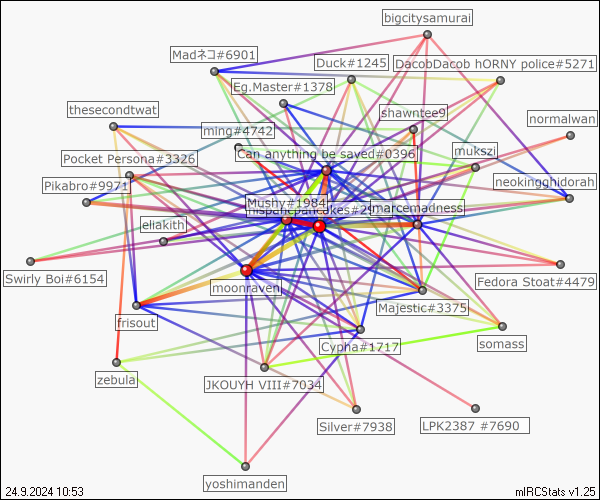 bigcitysamurai
Madネコ#6901
Duck#1245
DacobDacob hORNY police#5271
Eg.Master#1378
thesecondtwat
shawntee9
normalwan
ming#4742
Can anything be saved#0396
mukszi
Pocket Persona#3326
Pikabro#9971
neokingghidorah
Mushy#1984
marcemadness
eliakith
Swirly Boi#6154
Fedora Stoat#4479
moonraven
Majestic#3375
frisout
somass
Cypha#1717
zebula
JKOUYH VIII#7034
Silver#7938
LPK2387 #7690
yoshimanden
24.9.2024 10:53
mIRCStats v1.25